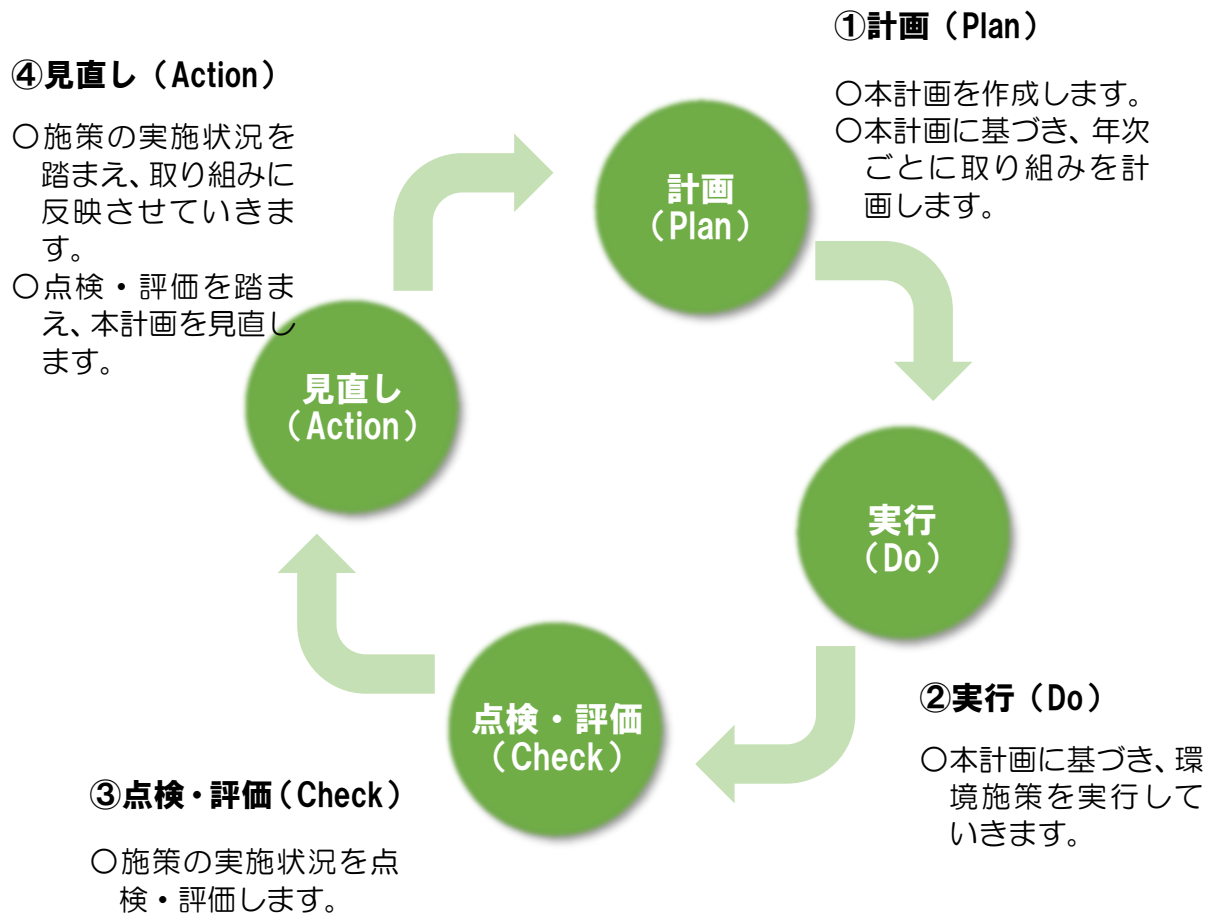 ①計画（Plan）
○本計画を作成します。
○本計画に基づき、年次
ごとに取り組みを計
画します。
計画
（Plan）
実行
（Do）
②実行（Do）
○本計画に基づき、環
境施策を実行して
いきます。
点検・評価
（Check）
③点検・評価（Check）
○施策の実施状況を点
検・評価します。
見直し
（Action）
④見直し（Action）
○施策の実施状況を
踏まえ、取り組みに
反映させていきま
す。
○点検・評価を踏ま
え、本計画を見直し
ます。